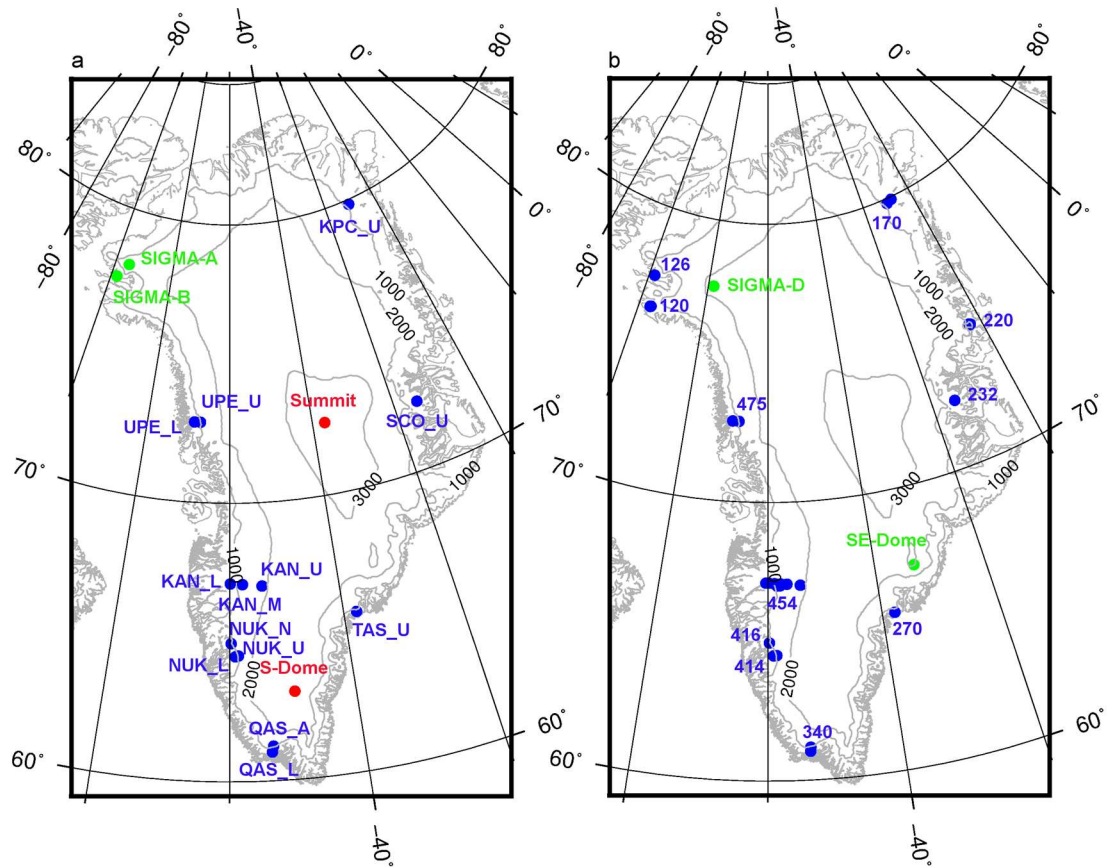 a
-80°
-40°
0°
80°
80°
0°
-80°
KPC_U
SIGMA-A
SIGMA-B
1000
2000
UPE_U
UPE_L
Summit
SCO_U
70°
70°
3000
1000
1000
KAN_L
KAN_U
KAN_M
NUK_N
NUK_U
NUK_L
TAS_U
S-Dome
2000
QAS_A
QAS_L
60°
60°
-40°
b
-80°
-40°
0°
80°
80°
0°
-80°
170
126
SIGMA-D
120
1000
2000
220
475
232
70°
70°
3000
1000
SE-Dome
1000
454
416
414
270
2000
340
60°
60°
-40°